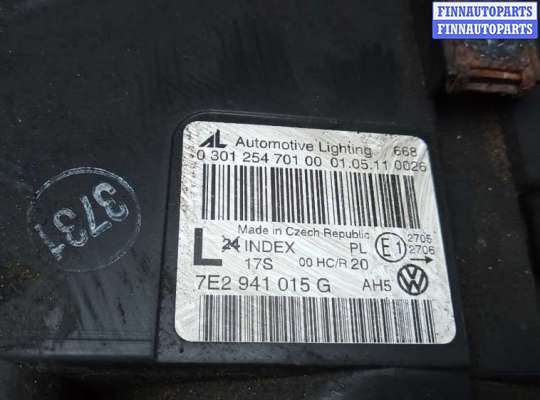 FINNAUTOPARTS
FINNAUTOPARTS
AL Automotive Lighting 668
0 301 254 701 00 01.05.11 0026
Made in Czech Republic
L 24 INDEX PL E1 2705
17S 00 HC/R 20 2706
7E2 941 015 G AH5 VW
3731